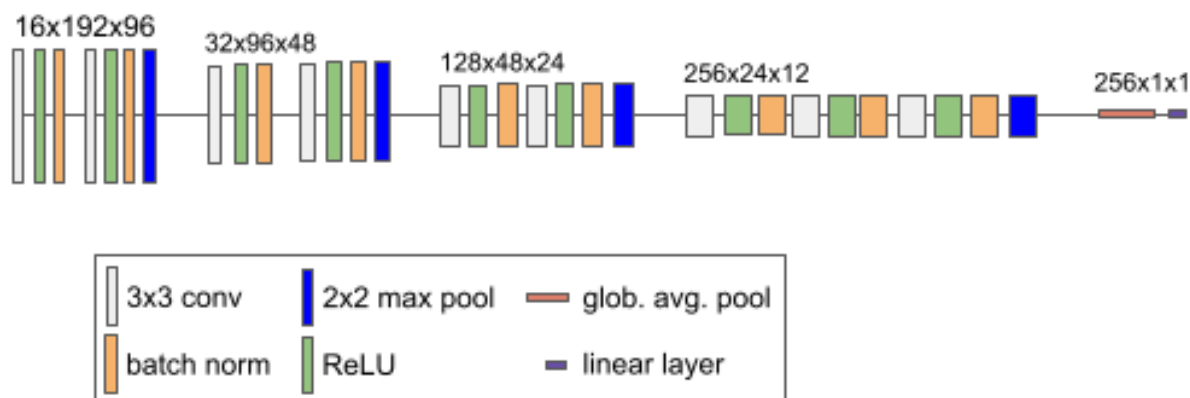 16x192x96
32x96x48
128x48x24
256x24x12
256x1x1
3x3 conv
2x2 max pool
glob. avg. pool
batch norm
ReLU
linear layer